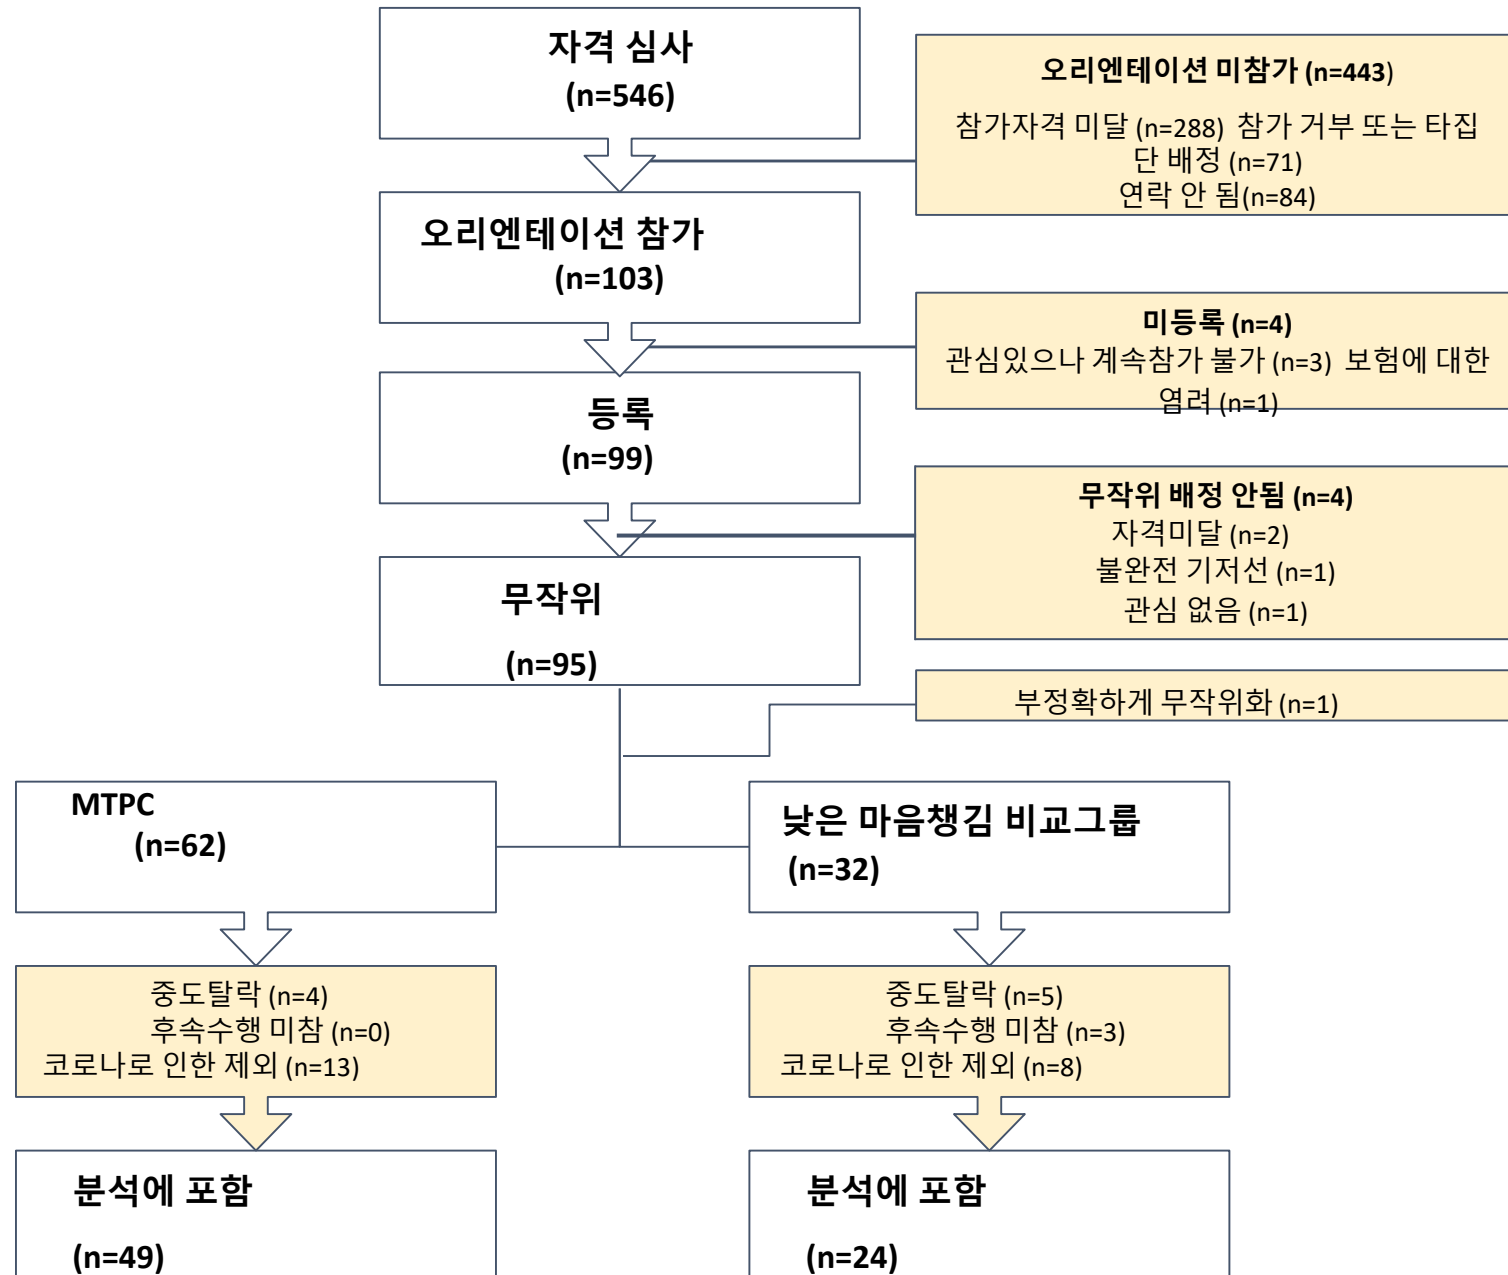 자격 심사
(n=546)
오리엔테이션 미참가 (n=443)
참가자격 미달 (n=288) 참가 거부 또는 타집
단 배정 (n=71)
연락 안 됨(n=84)
오리엔테이션 참가
(n=103)
미등록 (n=4)
관심있으나 계속참가 불가 (n=3) 보험에 대한
염려 (n=1)
등록
(n=99)
무작위 배정 안됨 (n=4)
자격미달 (n=2)
불완전 기저선 (n=1)
관심 없음 (n=1)
무작위
(n=95)
부정확하게 무작위화 (n=1)
MTPC
(n=62)
낮은 마음챙김 비교그룹
(n=32)
중도탈락 (n=4)
후속수행 미참 (n=0)
코로나로 인한 제외 (n=13)
중도탈락 (n=5)
후속수행 미참 (n=3)
코로나로 인한 제외 (n=8)
분석에 포함
(n=49)
분석에 포함
(n=24)